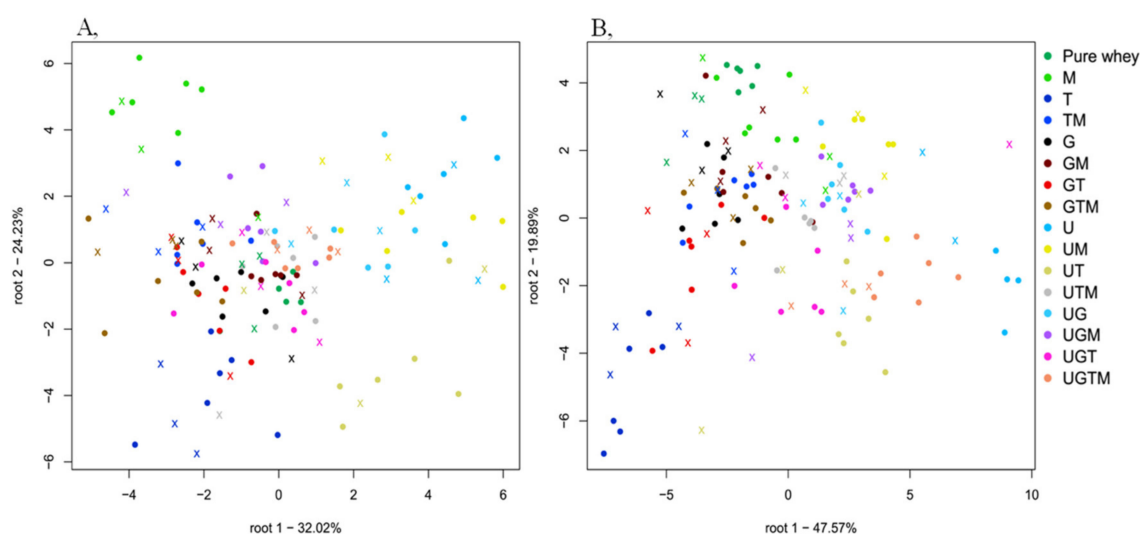 A,
B,
6
4
2
0
−2
−4
−6
root 2 − 24.23%
−4
−2
0
2
4
6
root 1 − 32.02%
4
2
0
−2
−4
−6
root 2 − 19.89%
−5
0
5
10
root 1 − 47.57%
Pure whey
M
T
TM
G
GM
GT
GTM
U
UM
UT
UTM
UG
UGM
UGT
UGTM